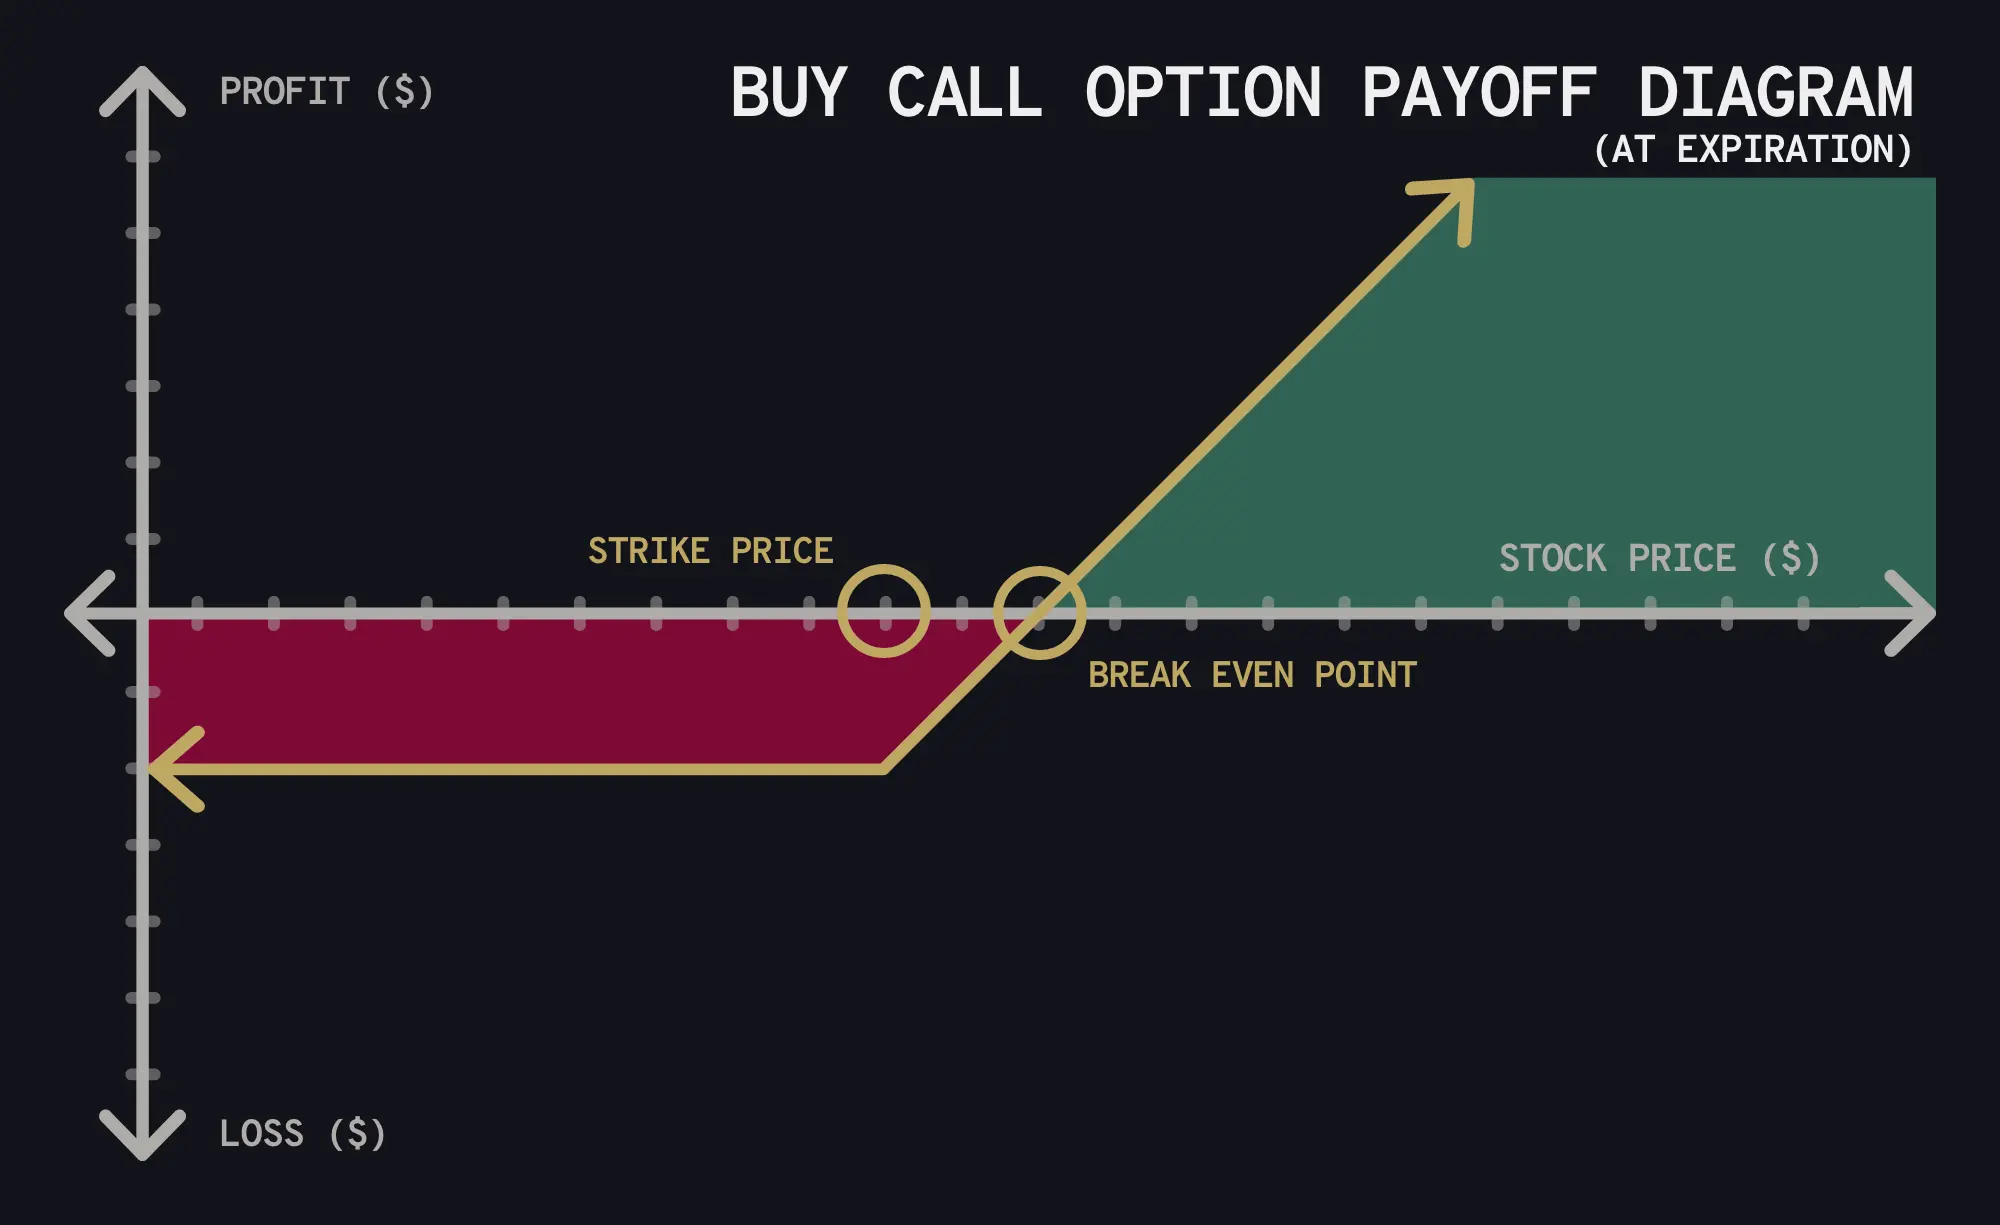 PROFIT ($)
BUY CALL OPTION PAYOFF DIAGRAM
(AT EXPIRATION)
STRIKE PRICE
STOCK PRICE ($)
BREAK EVEN POINT
LOSS ($)